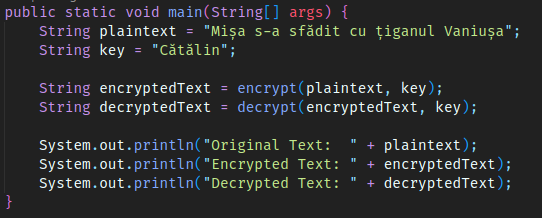 public static void main(String[] args) {
String plaintext = "Mișa s-a sfădit cu țiganul Vaniușa";
String key = "Cătălin";
String encryptedText = encrypt(plaintext, key);
String decryptedText = decrypt(encryptedText, key);
System.out.println("Original Text:  " + plaintext);
System.out.println("Encrypted Text: " + encryptedText);
System.out.println("Decrypted Text: " + decryptedText);
}